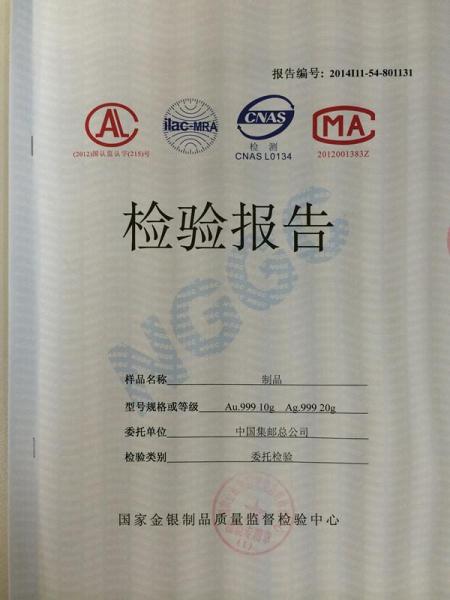 报告编号: 2014I11-54-801131
CAL
ilac-MRA
CNAS
CMA
(2012)国认监认字(218)号
检 测
CNAS L0134
2012001383Z
检验报告
NGGC
样品名称 制品
型号规格或等级 Au.999 10g Ag.999 20g
委托单位 中国集邮总公司
检验类别 委托检验
国家金银制品质量监督检验中心